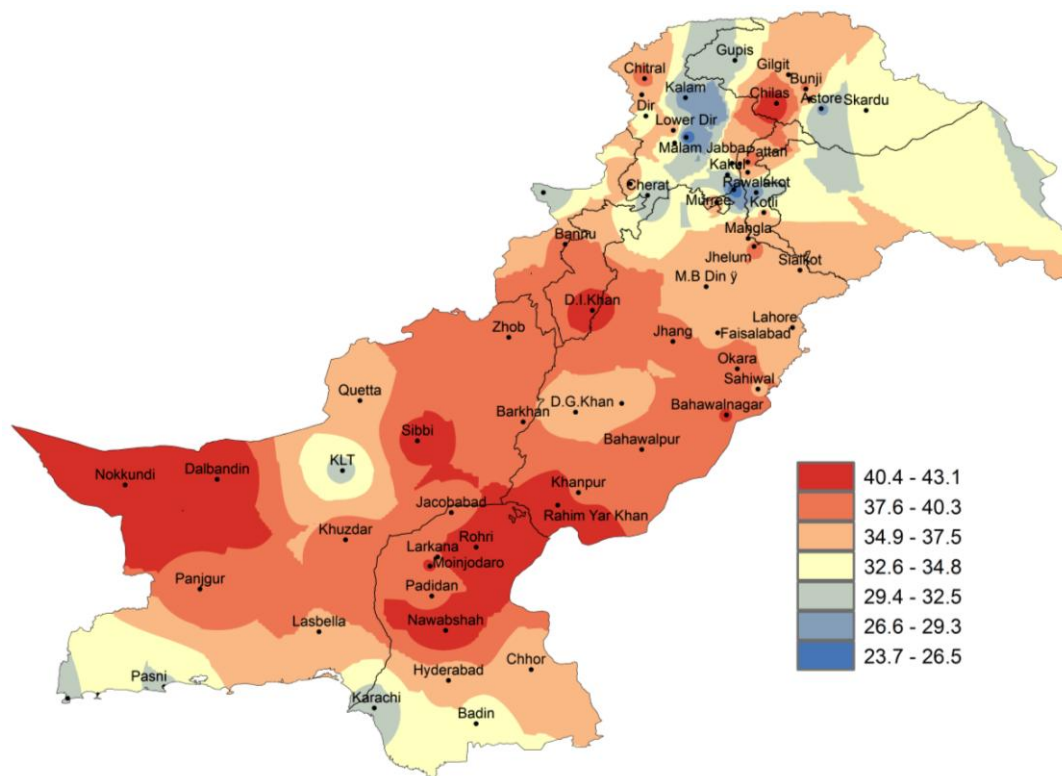 Gupis
Chitral
Gilgit
Bunji
Kalam
Chilas
Astore
Skardu
Dir
Lower Dir
Malam Jabba
Pattan
Kakul
Cherat
Rawalakot
Murree
Kotli
Mangla
Bannu
Jhelum
Sialkot
M.B Din ÿ
D.I.Khan
Zhob
Lahore
Jhang
Faisalabad
Okara
Sahiwal
Quetta
D.G.Khan
Barkhan
Bahawalnagar
Sibbi
Bahawalpur
KLT
Nokkundi
Dalbandin
Khanpur
Jacobabad
Rahim Yar Khan
Khuzdar
Rohri
Larkana
Moinjodaro
Panjgur
Padidan
Lasbella
Nawabshah
Hyderabad
Chhor
Pasni
Karachi
Badin
40.4 - 43.1
37.6 - 40.3
34.9 - 37.5
32.6 - 34.8
29.4 - 32.5
26.6 - 29.3
23.7 - 26.5